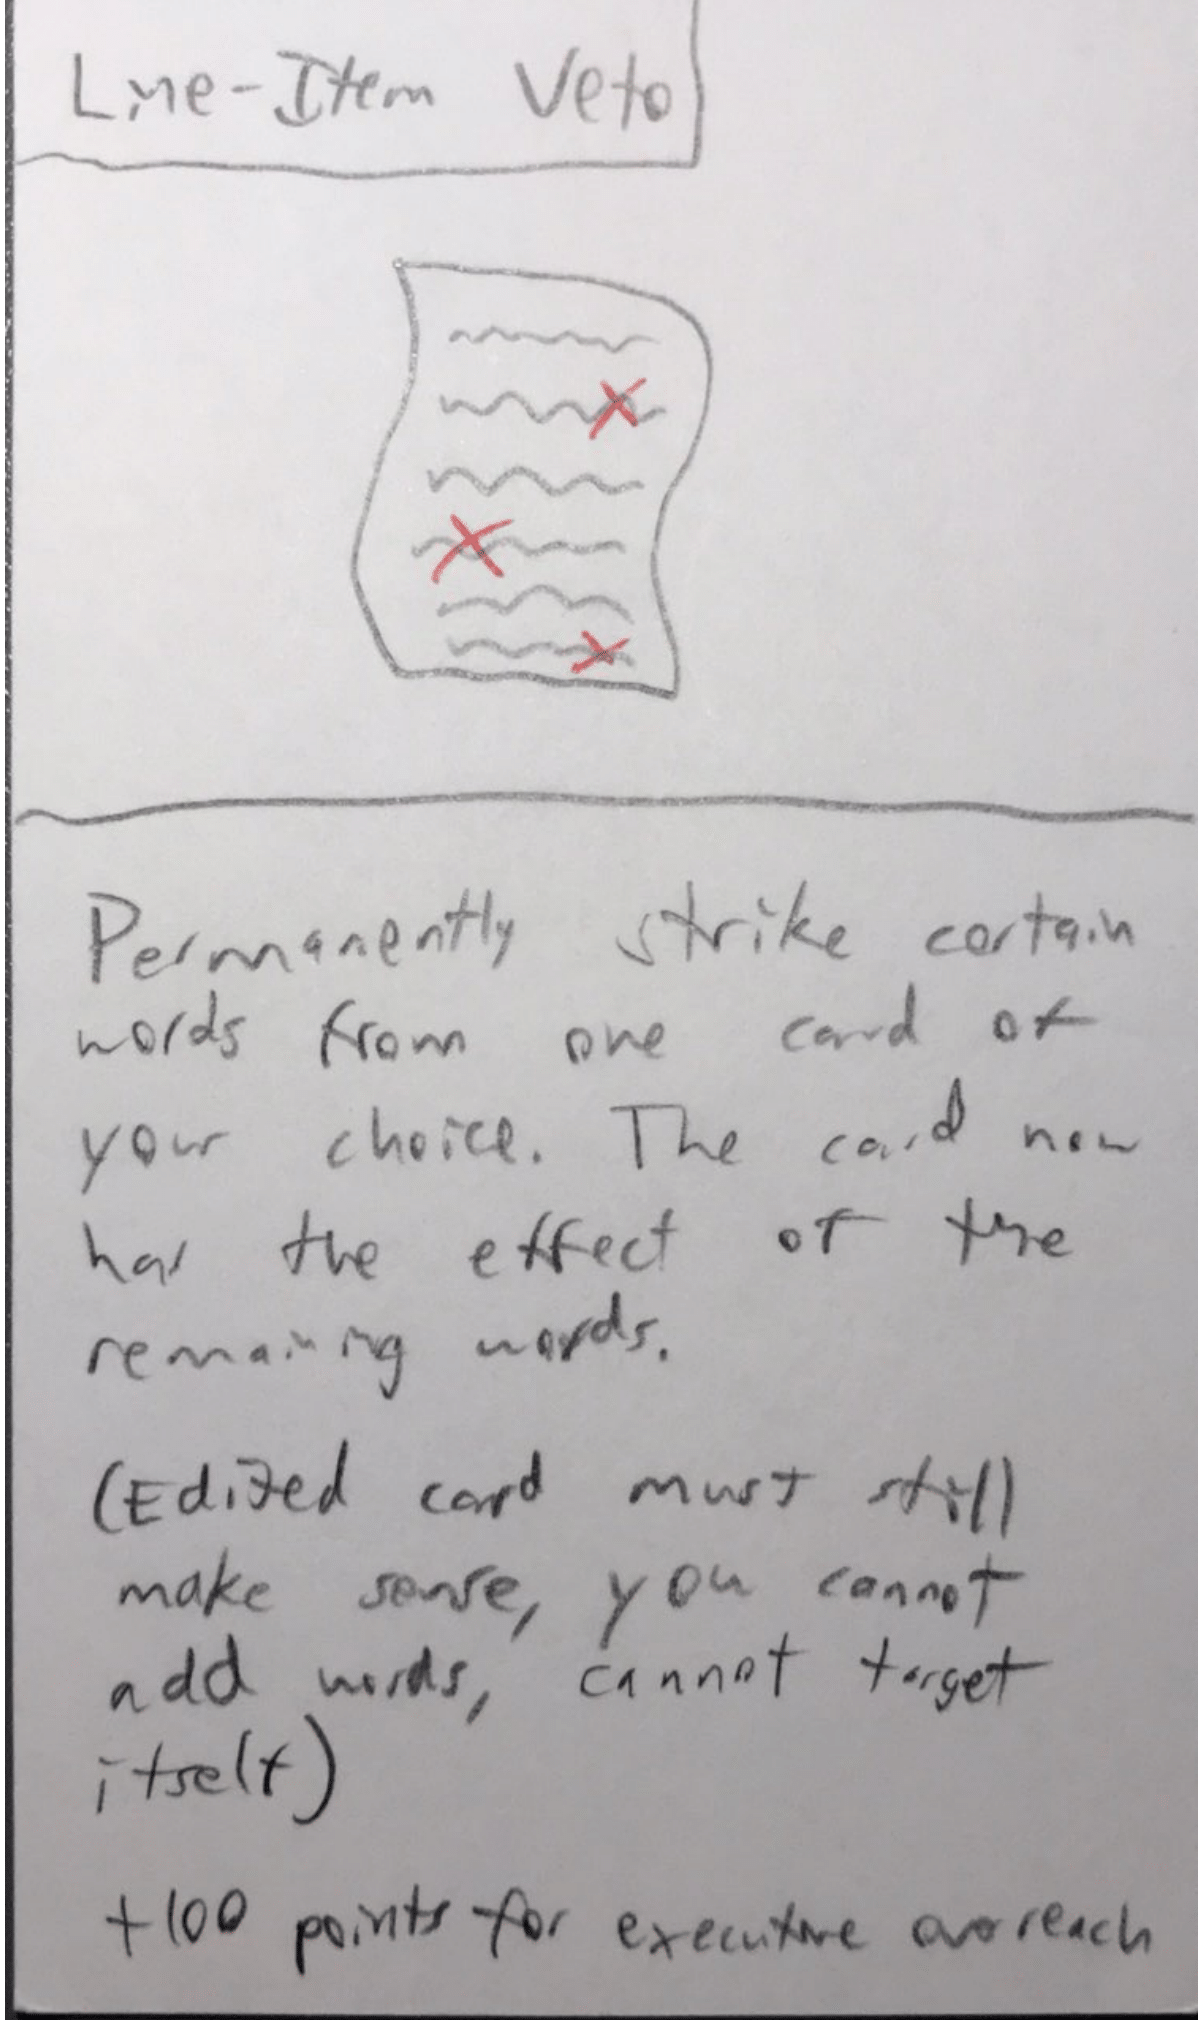 Line-Item Veto
Permanently strike certain
words from one card of
your choice. The card now
has the effect of the
remaining words.
(Edited card must still
make sense, you cannot
add words, cannot target
itself)
+100 points for executive overreach